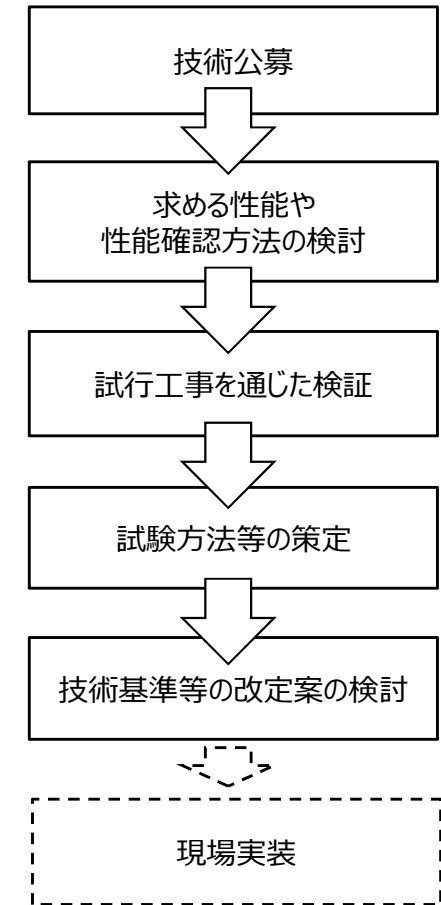 技術公募
求める性能や
性能確認方法の検討
試行工事を通じた検証
試験方法等の策定
技術基準等の改定案の検討
現場実装